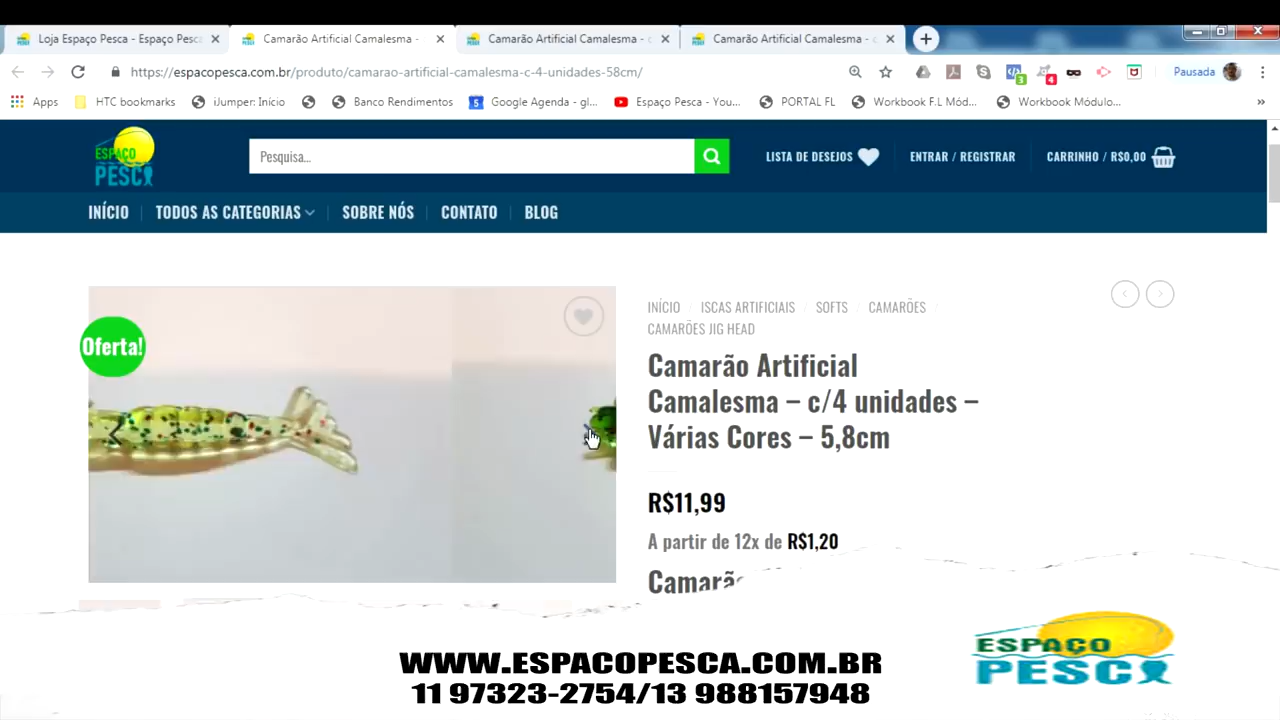 Loja Espaço Pesca - Espaço Pesca
Camarão Artificial Camalesma -
Camarão Artificial Camalesma - c
Camarão Artificial Camalesma - c
https://espacopesca.com.br/produto/camarao-artificial-camalesma-c-4-unidades-58cm/
3
4
Pausada
Apps
HTC bookmarks
iJumper: Início
Banco Rendimentos
5
Google Agenda - gl...
Espaço Pesca - You...
PORTAL FL
Workbook F.L Mód...
Workbook Módulo...
»
ESPAÇO
PESCA
Pesquisa...
LISTA DE DESEJOS
ENTRAR / REGISTRAR
CARRINHO / R$0,00
INÍCIO
TODOS AS CATEGORIAS
SOBRE NÓS
CONTATO
BLOG
Oferta!
INÍCIO / ISCAS ARTIFICIAIS / SOFTS / CAMARÕES /
CAMARÕES JIG HEAD
Camarão Artificial
Camalesma – c/4 unidades –
Várias Cores – 5,8cm
R$11,99
A partir de 12x de R$1,20
Camarã
WWW.ESPACOPESCA.COM.BR
11 97323-2754/13 988157948
ESPAÇO
PESCA